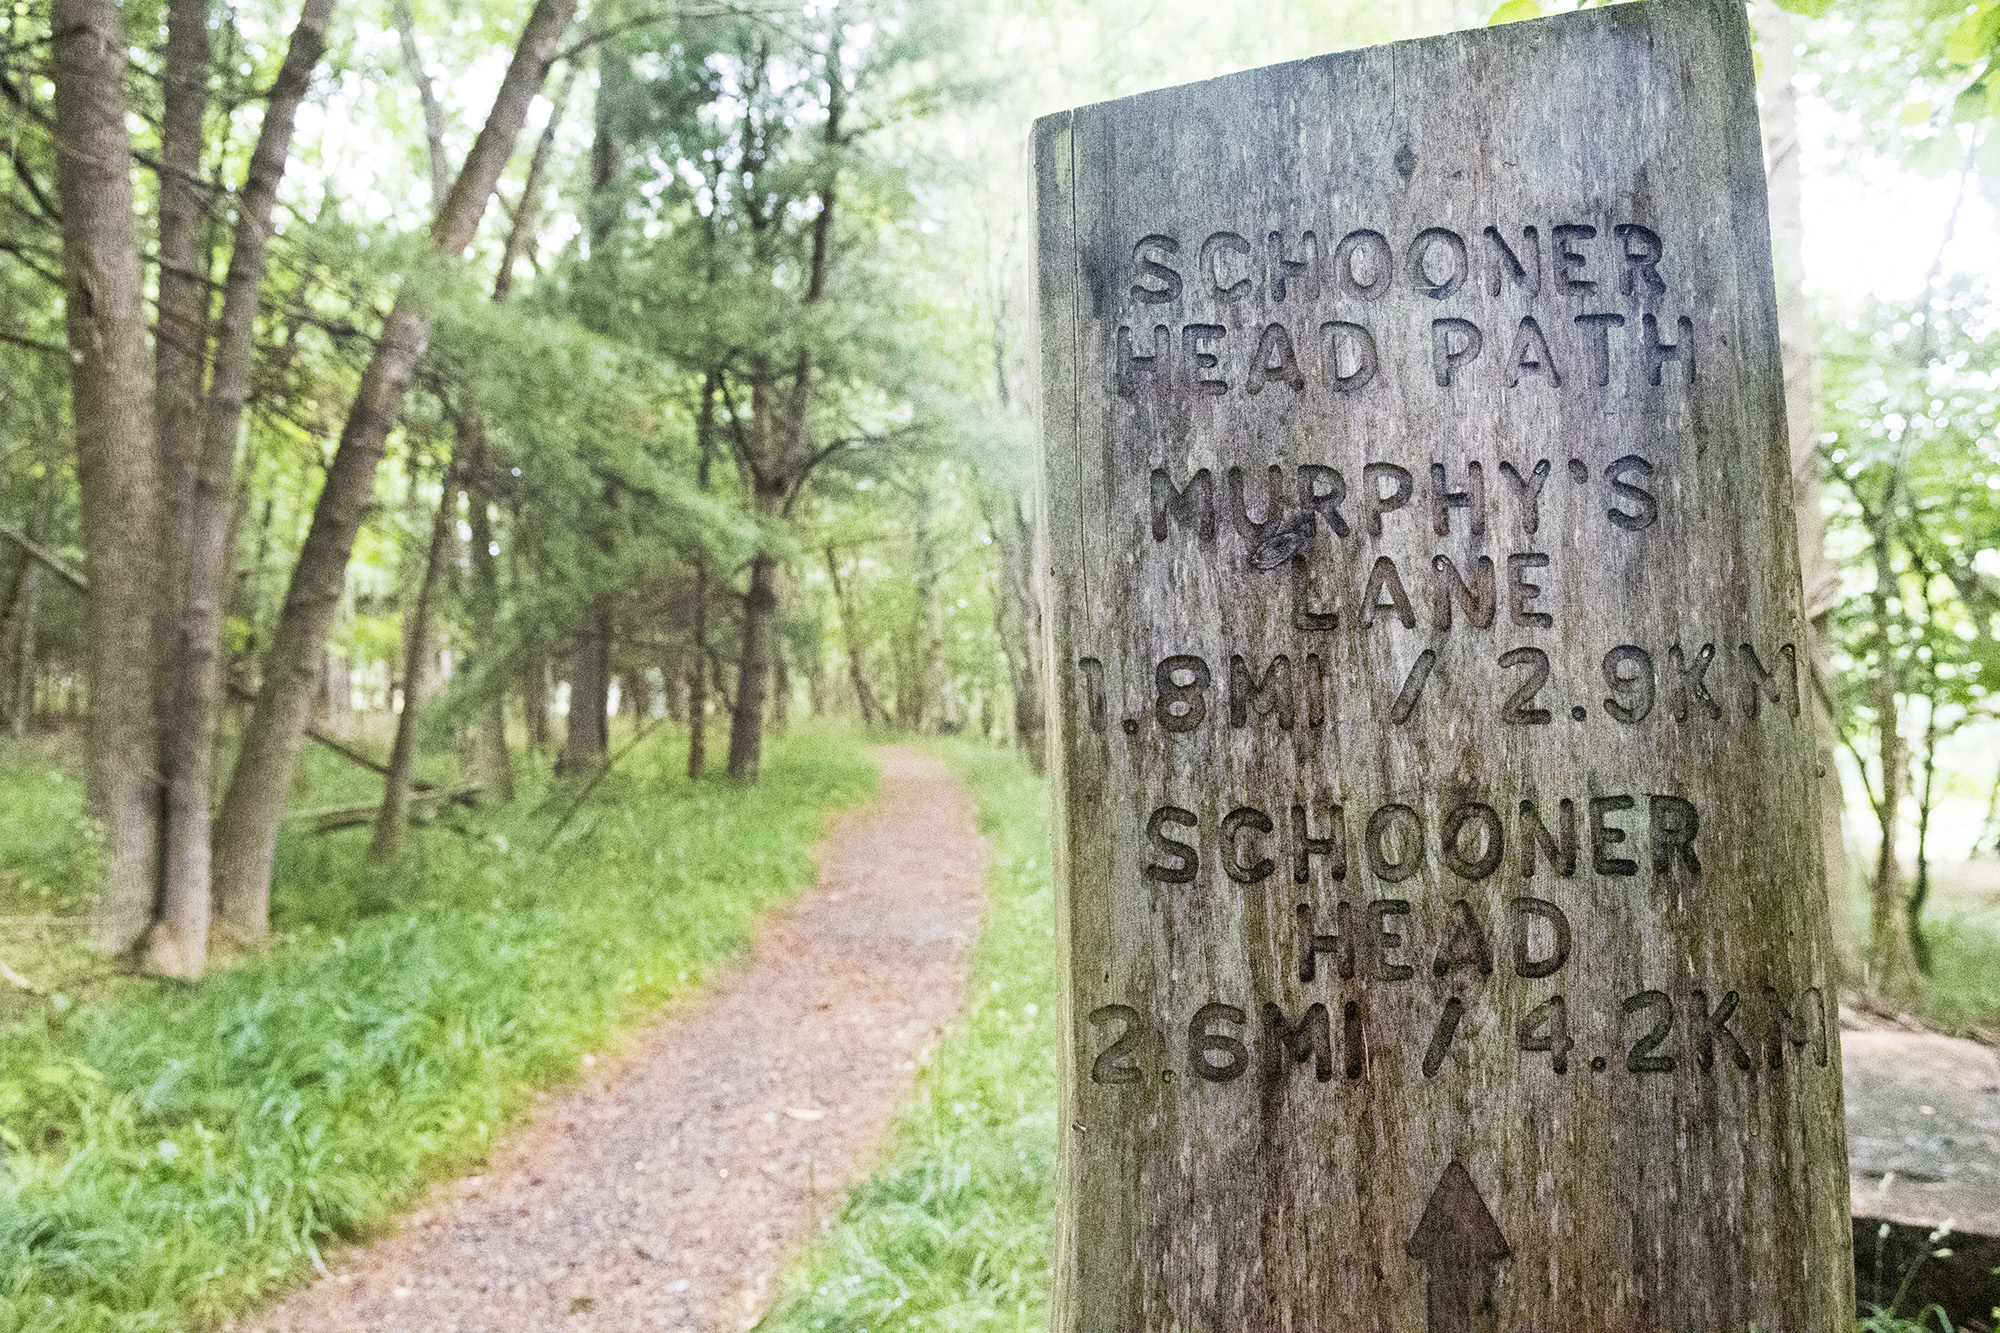 SCHOONER
HEAD PATH
MURPHY'S
LANE
1.8MI / 2.9KM
SCHOONER
HEAD
2.6MI / 4.2KM